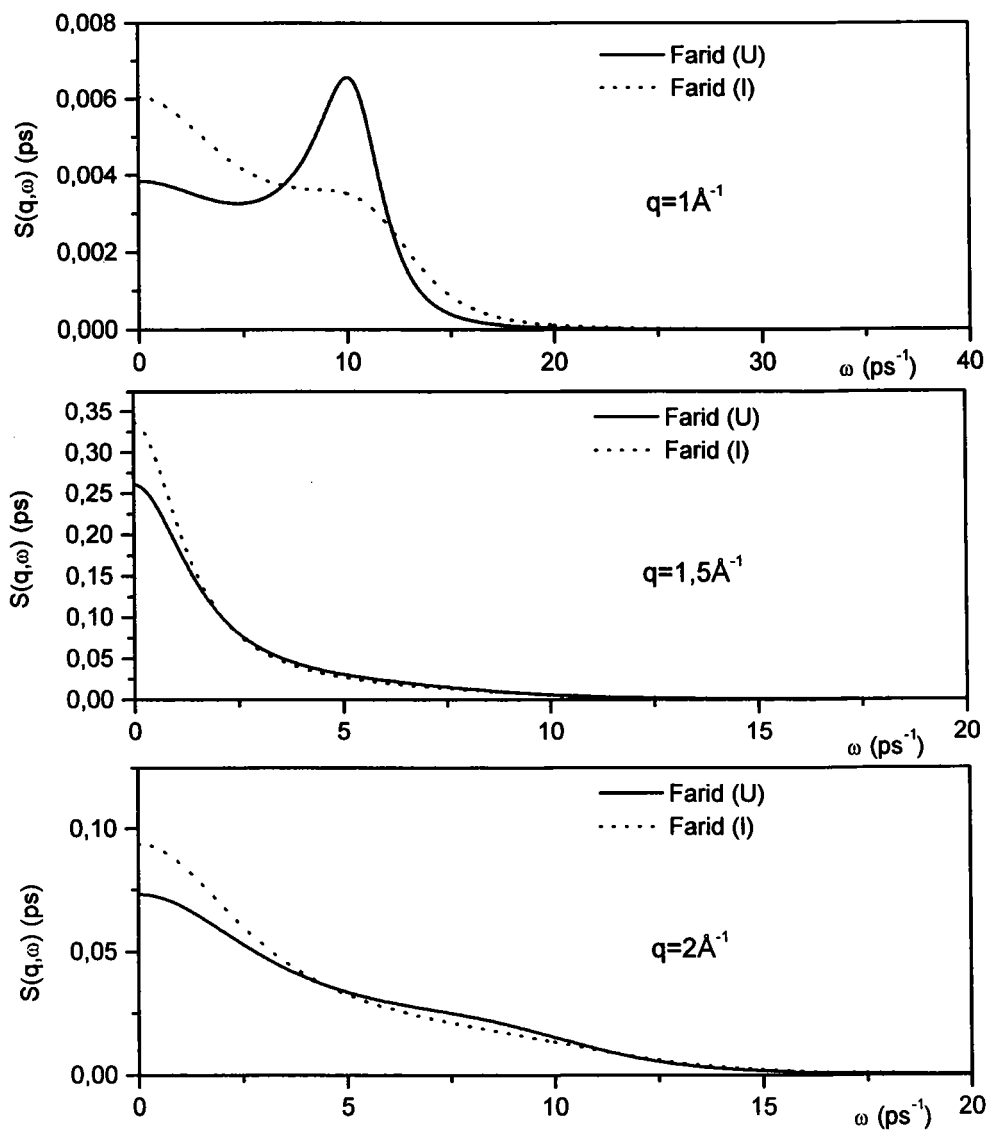 S(q,ω) (ps)
0,008
0,006
0,004
0,002
0,000
Farid (U)
Farid (I)
q=1Å⁻¹
0
10
20
30
40
ω (ps⁻¹)
S(q,ω) (ps)
0,35
0,30
0,25
0,20
0,15
0,10
0,05
0,00
Farid (U)
Farid (I)
q=1,5Å⁻¹
0
5
10
15
20
ω (ps⁻¹)
S(q,ω) (ps)
0,10
0,05
0,00
Farid (U)
Farid (I)
q=2Å⁻¹
0
5
10
15
20
ω (ps⁻¹)